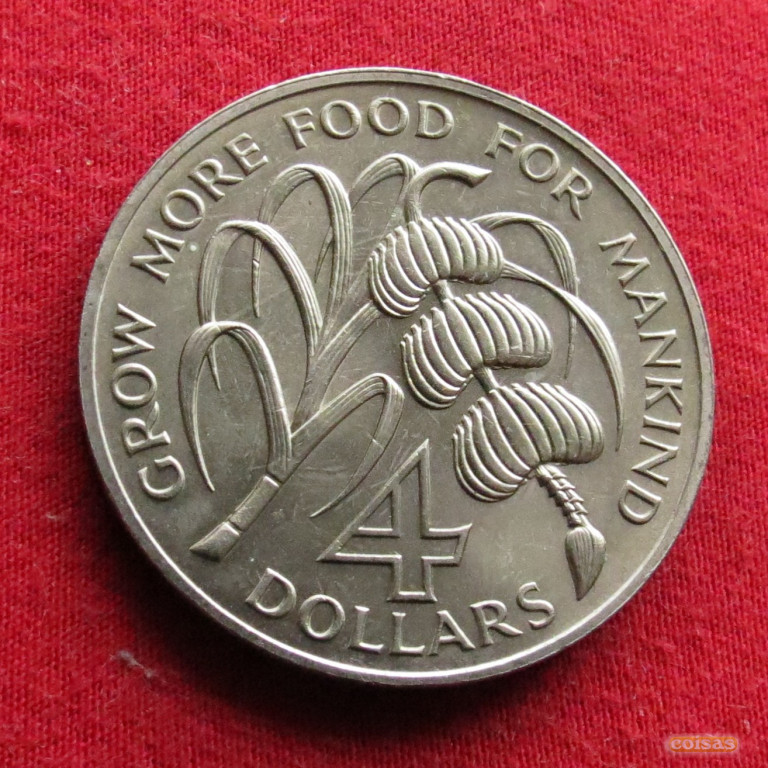 GROW MORE FOOD FOR MANKIND
4
DOLLARS
coisas